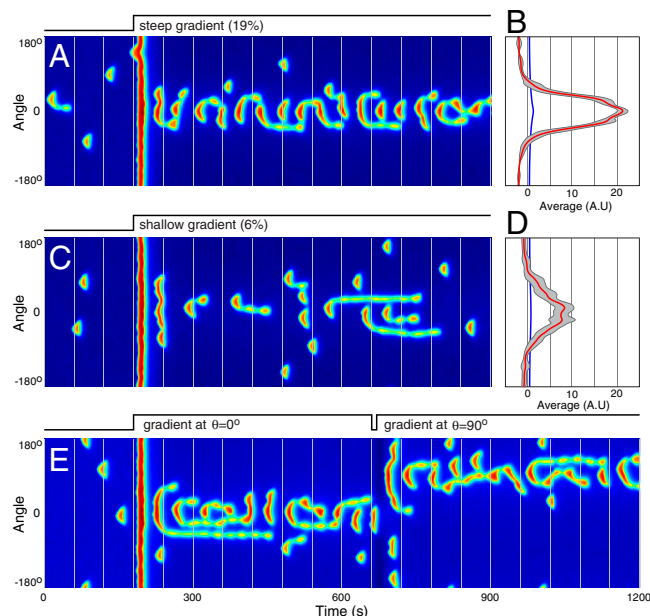 steep gradient (19%)
B
180°
A
Angle
0
-180°
0 10 20
Average (A.U)
shallow gradient (6%)
D
180°
C
Angle
0
-180°
0 10 20
Average (A.U)
gradient at θ=0°
gradient at θ=90°
180°
E
Angle
0
-180°
0 300 600 900 1200
Time (s)